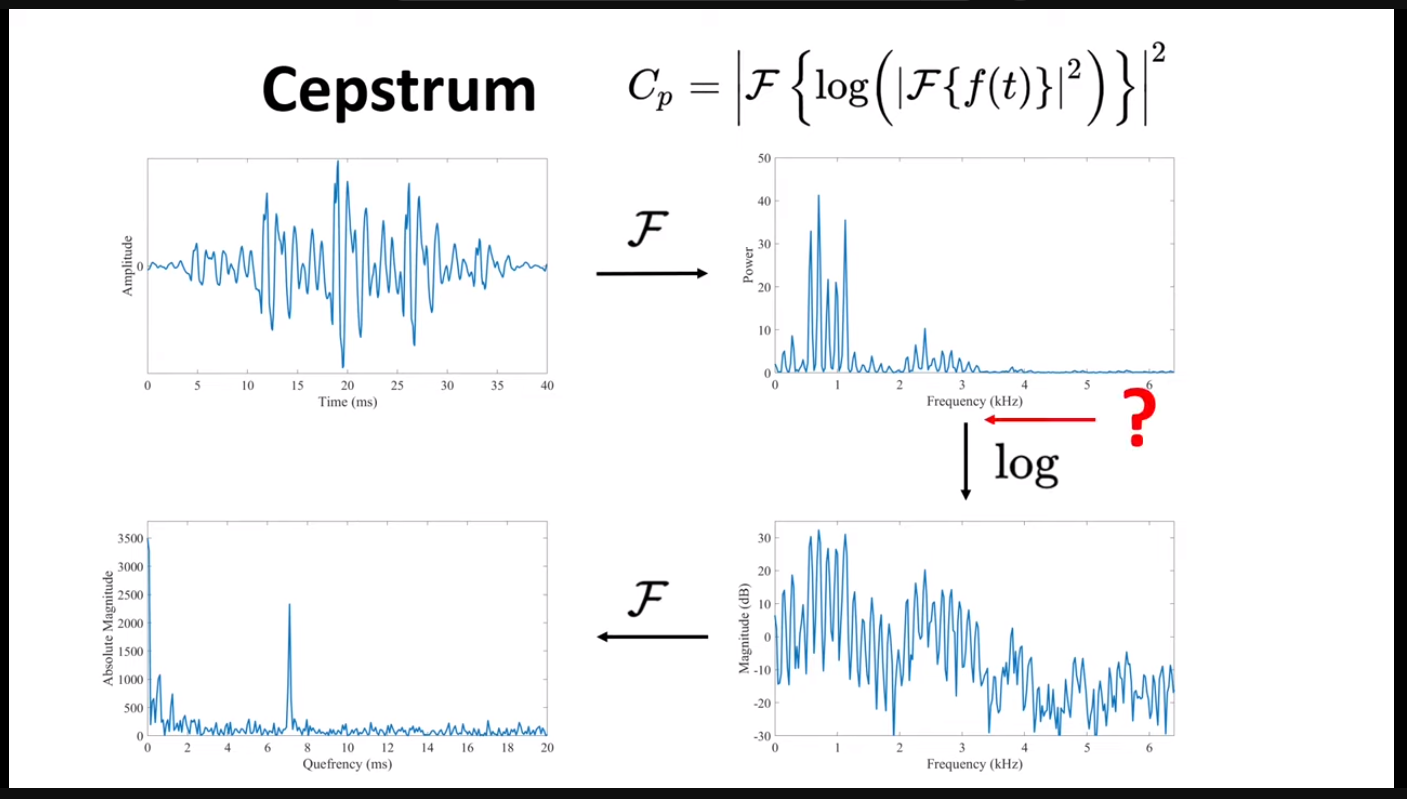 Cepstrum
C_p = |ℱ{log(|ℱ{f(t)}|²)}|²
Amplitude
0
0 5 10 15 20 25 30 35 40
Time (ms)
ℱ
Power
50
40
30
20
10
0
0 1 2 3 4 5 6
Frequency (kHz)
?
log
Absolute Magnitude
3500
3000
2500
2000
1500
1000
500
0
0 2 4 6 8 10 12 14 16 18 20
Quefrency (ms)
ℱ
Magnitude (dB)
30
20
10
0
-10
-20
-30
0 1 2 3 4 5 6
Frequency (kHz)